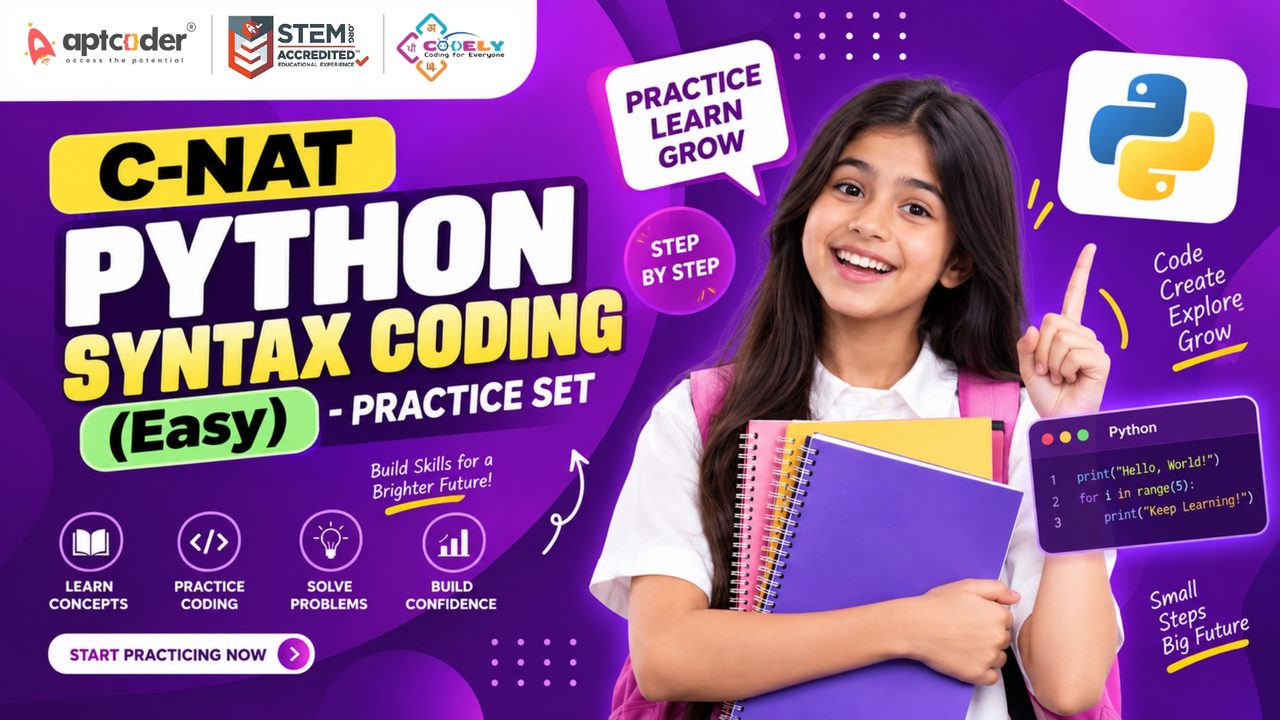 aptcoder®
access the potential
STEM.ORG
ACCREDITED™
EDUCATIONAL EXPERIENCE
अ
पी
CODELY
Coding for Everyone
C-NAT
PYTHON
SYNTAX CODING
(Easy) - PRACTICE SET
PRACTICE
LEARN
GROW
STEP
BY STEP
Code
Create
Explore
Grow
Python
1 print("Hello, World!")
2 for i in range(5):
3 print("Keep Learning!")
Build Skills for a
Brighter Future!
LEARN
CONCEPTS
</>
PRACTICE
CODING
SOLVE
PROBLEMS
BUILD
CONFIDENCE
START PRACTICING NOW
Small
Steps
Big Future